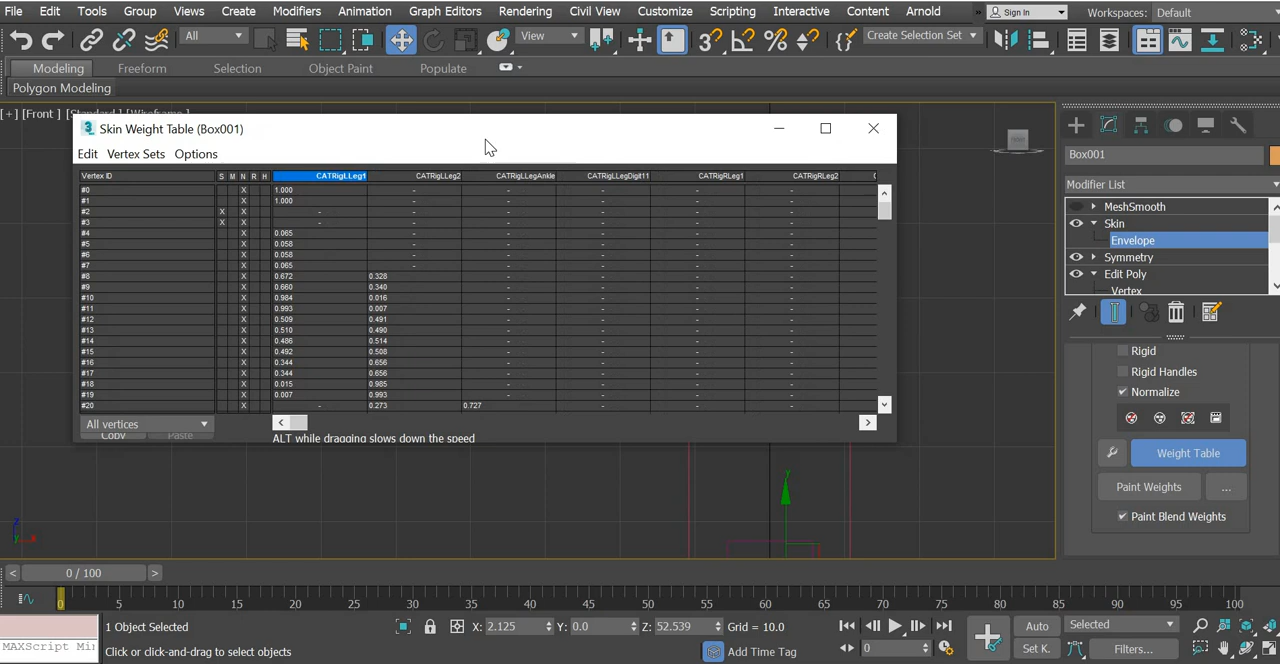 File Edit Tools Group Views Create Modifiers Animation Graph Editors Rendering Civil View Customize Scripting Interactive Content Arnold » Sign In Workspaces: Default
All View Create Selection Set
Modeling Freeform Selection Object Paint Populate
Polygon Modeling
[+] [Front ] [Standard ] [Wireframe ]
Skin Weight Table (Box001)
Edit Vertex Sets Options
Vertex ID S M N R H CATRigLLeg1 CATRigLLeg2 CATRigLLegAnkle CATRigLLegDigit11 CATRigRLeg1 CATRigRLeg2
#0 X 1.000 - - - - -
#1 X 1.000 - - - - -
#2 X X - - - - - -
#3 X X - - - - - -
#4 X 0.065 - - - - -
#5 X 0.058 - - - - -
#6 X 0.058 - - - - -
#7 X 0.065 - - - - -
#8 X 0.672 0.328 - - - -
#9 X 0.660 0.340 - - - -
#10 X 0.984 0.016 - - - -
#11 X 0.993 0.007 - - - -
#12 X 0.509 0.491 - - - -
#13 X 0.510 0.490 - - - -
#14 X 0.486 0.514 - - - -
#15 X 0.492 0.508 - - - -
#16 X 0.344 0.656 - - - -
#17 X 0.344 0.656 - - - -
#18 X 0.015 0.985 - - - -
#19 X 0.007 0.993 - - - -
#20 X - 0.273 0.727 - - -
All vertices
Copy Paste
ALT while dragging slows down the speed
Box001
Modifier List
MeshSmooth
Skin
Envelope
Symmetry
Edit Poly
Vertex
Rigid
Rigid Handles
Normalize
Weight Table
Paint Weights ...
Paint Blend Weights
z
x
y
y
< 0 / 100 >
0 5 10 15 20 25 30 35 40 45 50 55 60 65 70 75 80 85 90 95 100
1 Object Selected X: 2.125 Y: 0.0 Z: 52.539 Grid = 10.0 Auto Selected
MAXScript Mi Click or click-and-drag to select objects Add Time Tag 0 Set K. Filters...